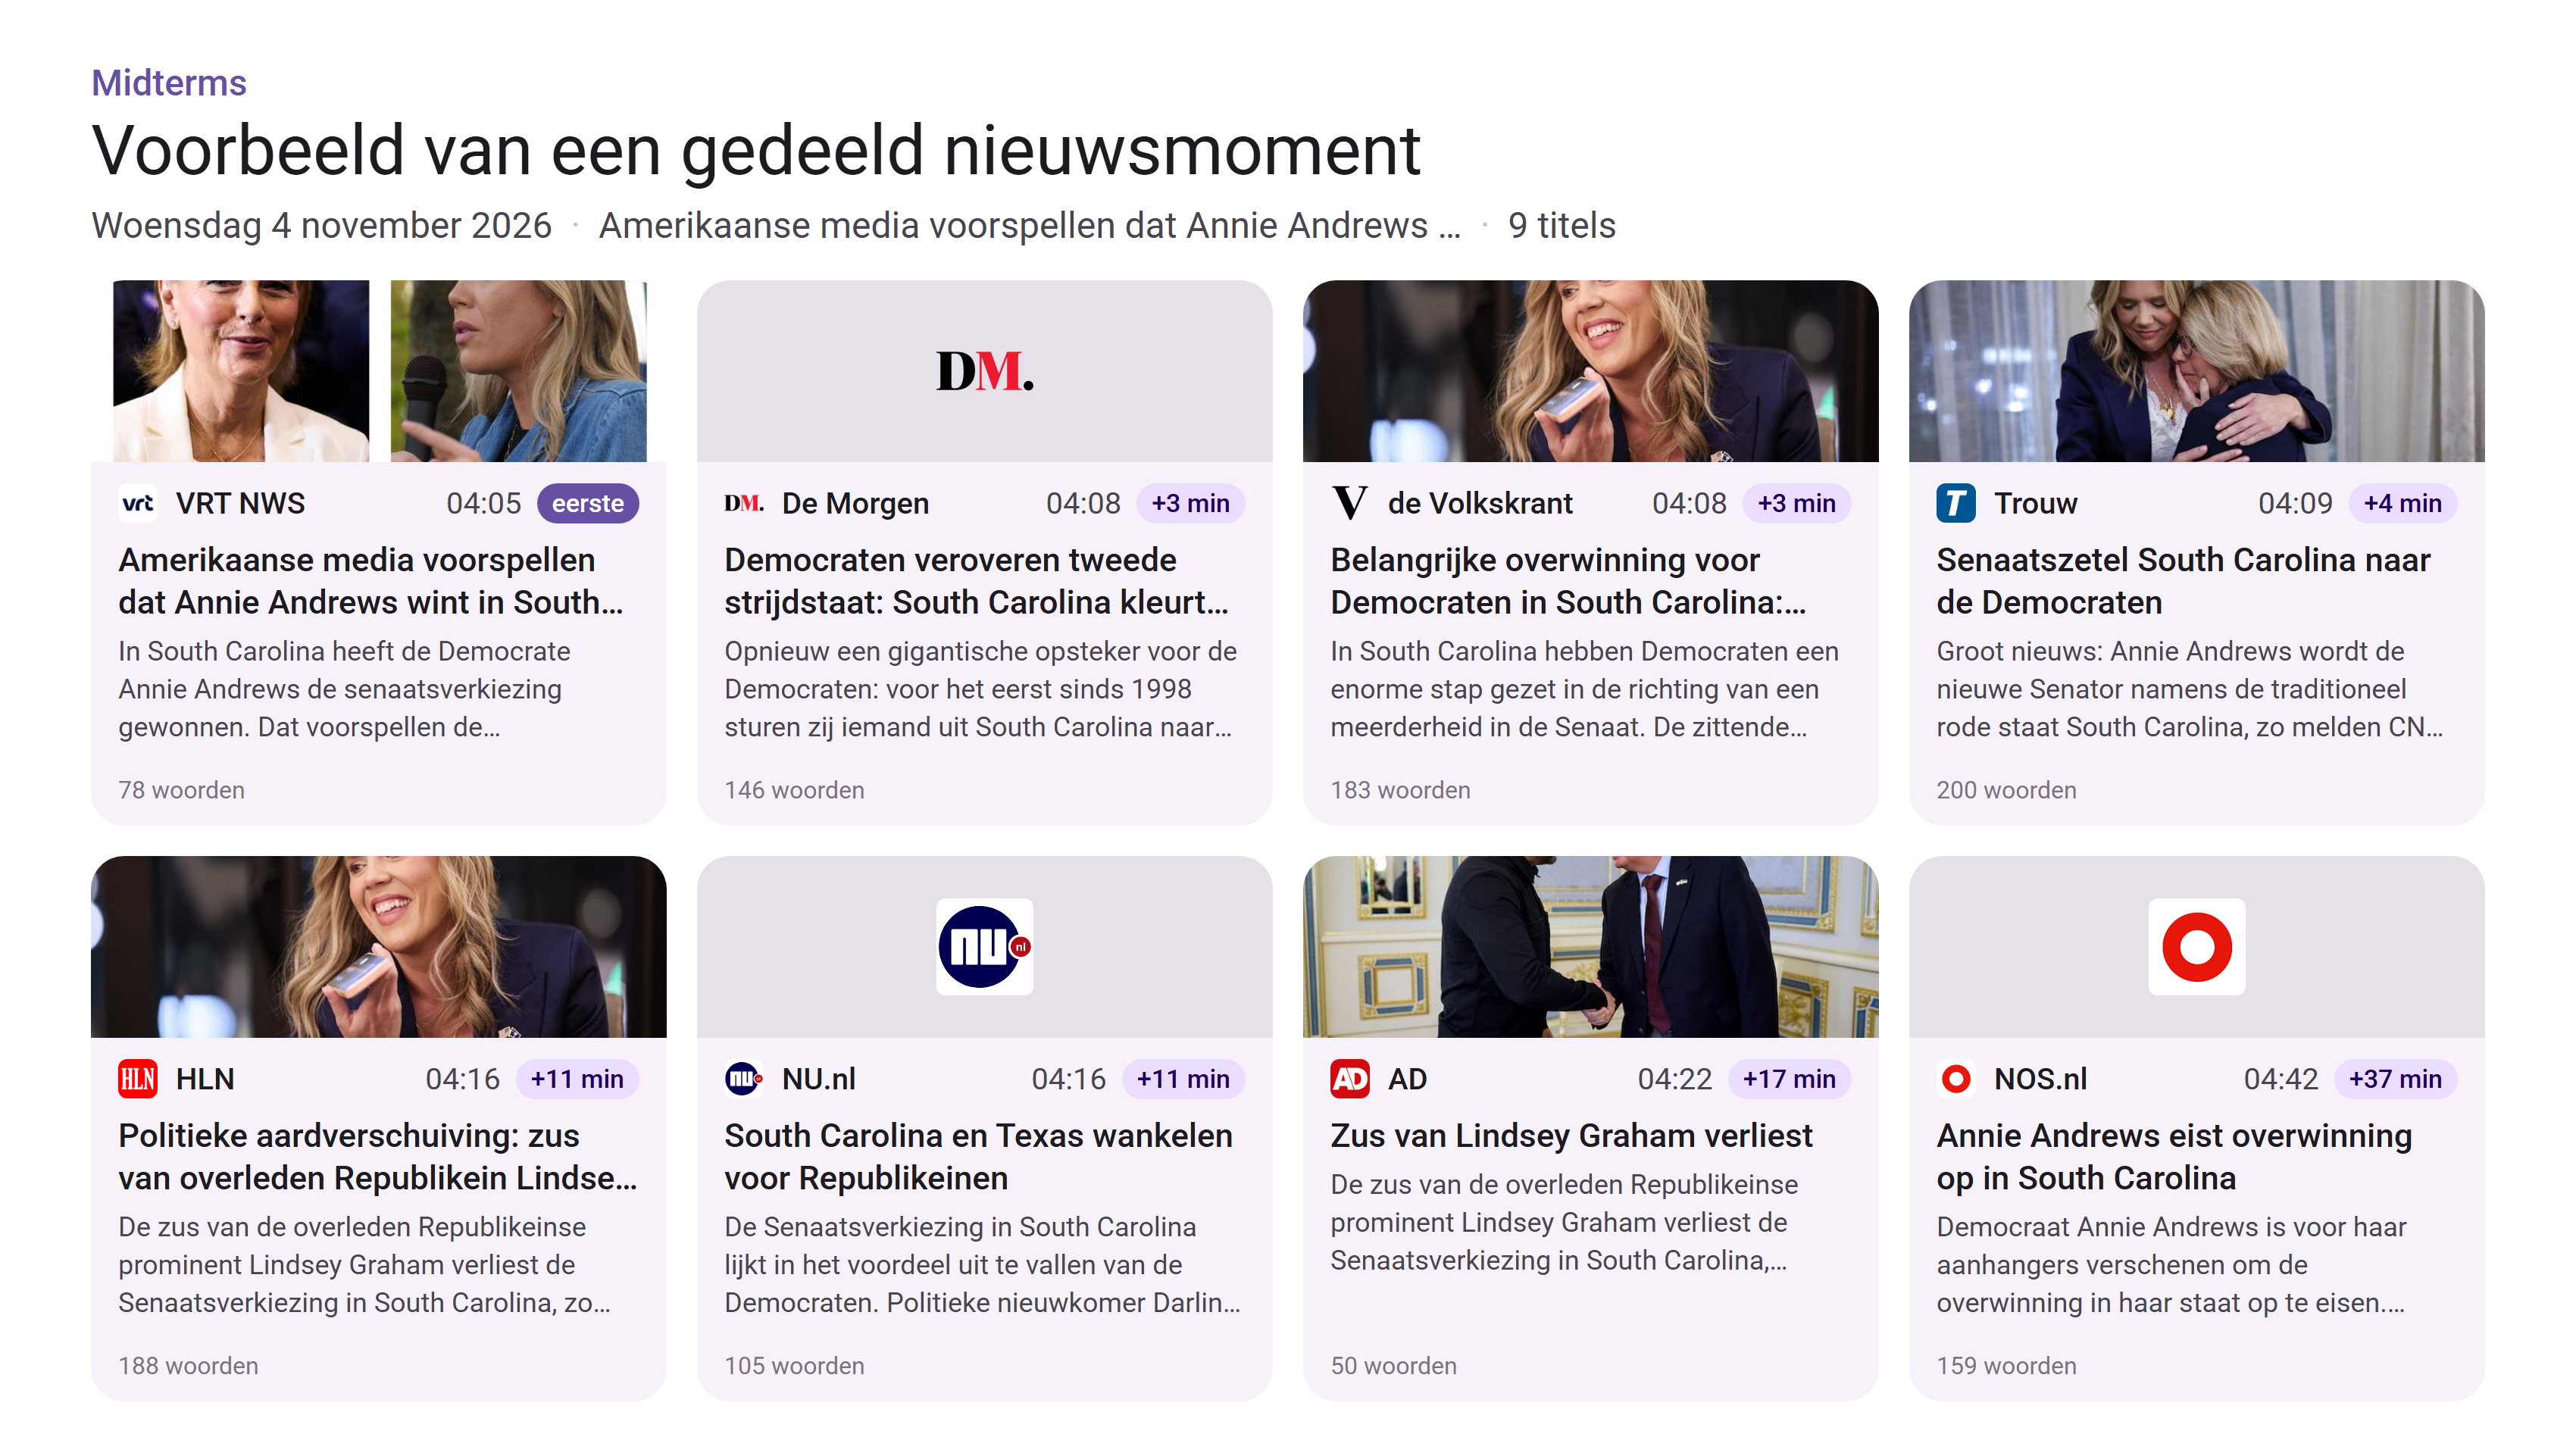 Midterms
Voorbeeld van een gedeeld nieuwsmoment
Woensdag 4 november 2026 · Amerikaanse media voorspellen dat Annie Andrews ... · 9 titels
vrt VRT NWS 04:05 eerste
Amerikaanse media voorspellen
dat Annie Andrews wint in South...
In South Carolina heeft de Democrate
Annie Andrews de senaatsverkiezing
gewonnen. Dat voorspellen de...
78 woorden
DM.
DM. De Morgen 04:08 +3 min
Democraten veroveren tweede
strijdstaat: South Carolina kleurt...
Opnieuw een gigantische opsteker voor de
Democraten: voor het eerst sinds 1998
sturen zij iemand uit South Carolina naar...
146 woorden
V de Volkskrant 04:08 +3 min
Belangrijke overwinning voor
Democraten in South Carolina:...
In South Carolina hebben Democraten een
enorme stap gezet in de richting van een
meerderheid in de Senaat. De zittende...
183 woorden
T Trouw 04:09 +4 min
Senaatszetel South Carolina naar
de Democraten
Groot nieuws: Annie Andrews wordt de
nieuwe Senator namens de traditioneel
rode staat South Carolina, zo melden CN...
200 woorden
HLN HLN 04:16 +11 min
Politieke aardverschuiving: zus
van overleden Republikein Lindse...
De zus van de overleden Republikeinse
prominent Lindsey Graham verliest de
Senaatsverkiezing in South Carolina, zo...
188 woorden
nu nl
nu NU.nl 04:16 +11 min
South Carolina en Texas wankelen
voor Republikeinen
De Senaatsverkiezing in South Carolina
lijkt in het voordeel uit te vallen van de
Democraten. Politieke nieuwkomer Darlin...
105 woorden
AD AD 04:22 +17 min
Zus van Lindsey Graham verliest
De zus van de overleden Republikeinse
prominent Lindsey Graham verliest de
Senaatsverkiezing in South Carolina,...
50 woorden
NOS.nl 04:42 +37 min
Annie Andrews eist overwinning
op in South Carolina
Democraat Annie Andrews is voor haar
aanhangers verschenen om de
overwinning in haar staat op te eisen....
159 woorden